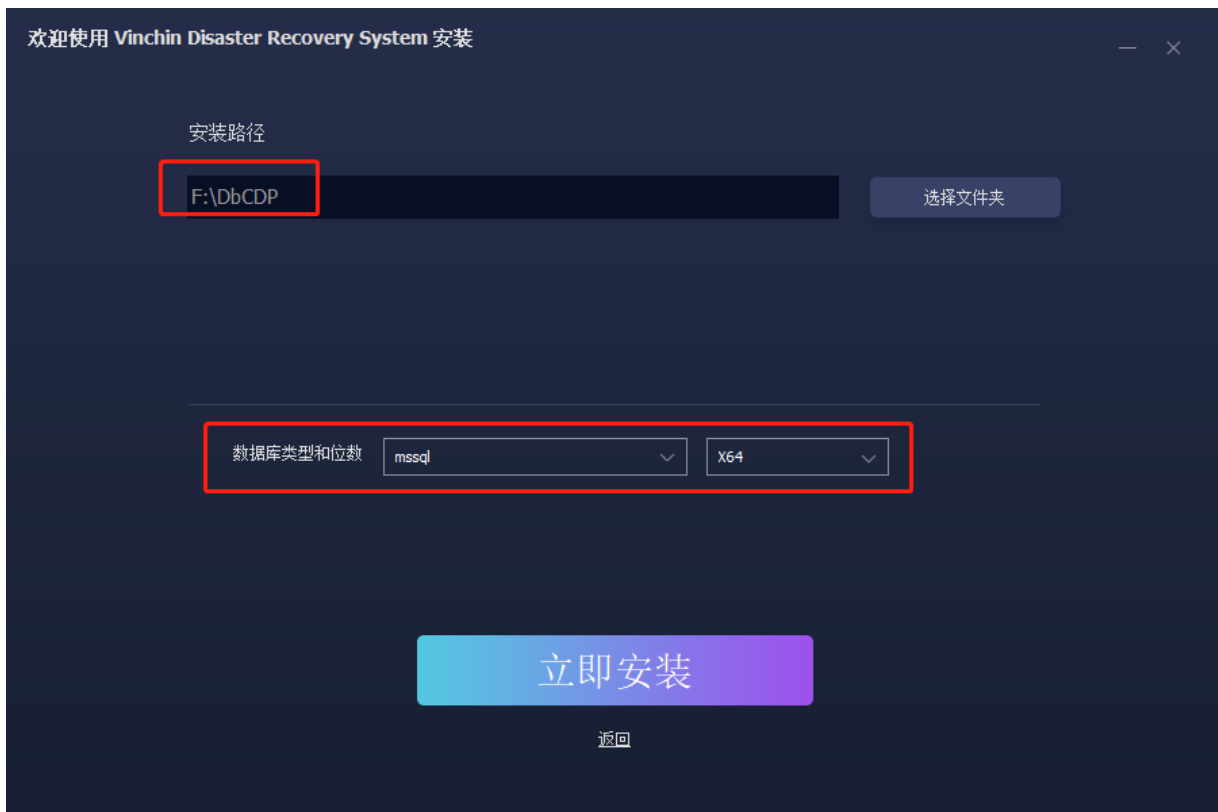 欢迎使用 Vinchin Disaster Recovery System 安装
安装路径
F:\DbCDP
选择文件夹
数据库类型和位数
mssql
X64
立即安装
返回